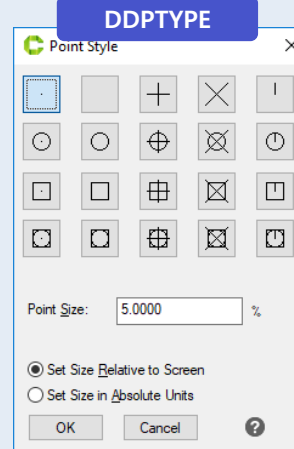 DDPTYPE
Point Style
Point Size:
5.0000
%
Set Size Relative to Screen
Set Size in Absolute Units
OK
Cancel
?